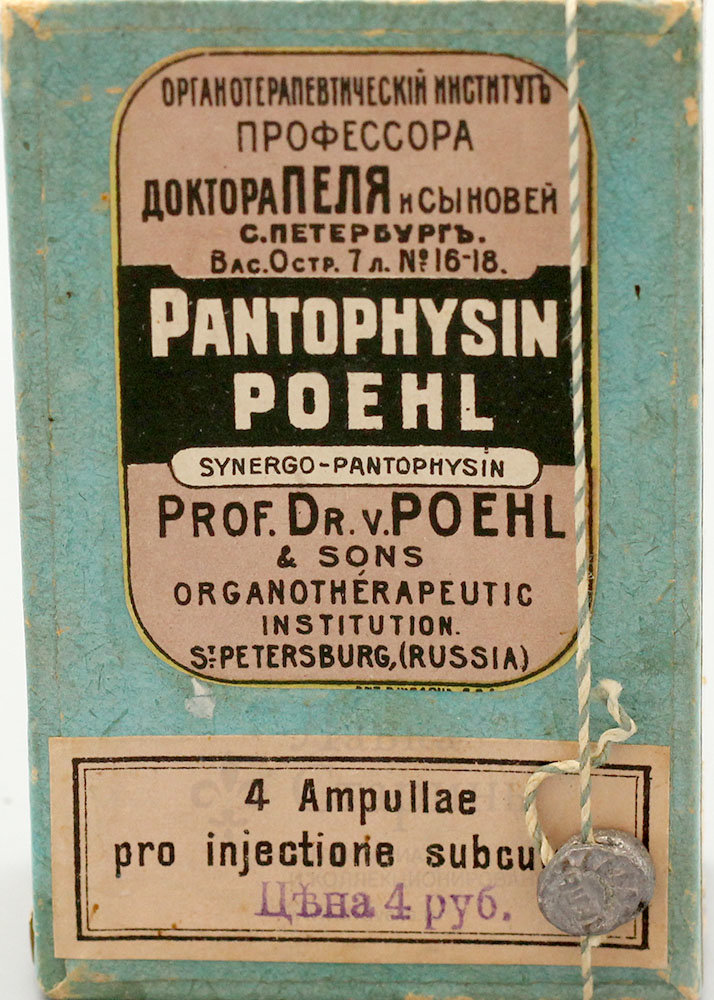 ОРГАНОТЕРАПЕВТИЧЕСКІЙ ИНСТИТУТЪ
ПРОФЕССОРА
ДОКТОРА ПЕЛЯ и СЫНОВЕЙ
С.ПЕТЕРБУРГЪ.
ВАС.ОСТР. 7 Л. № 16-18.
PANTOPHYSIN
POEHL
SYNERGO-PANTOPHYSIN
PROF. DR. V. POEHL
& SONS
ORGANOTHÉRAPEUTIC
INSTITUTION.
ST. PETERSBURG, (RUSSIA)
4 Ampullae
pro injectione subcu
Цѣна 4 руб.